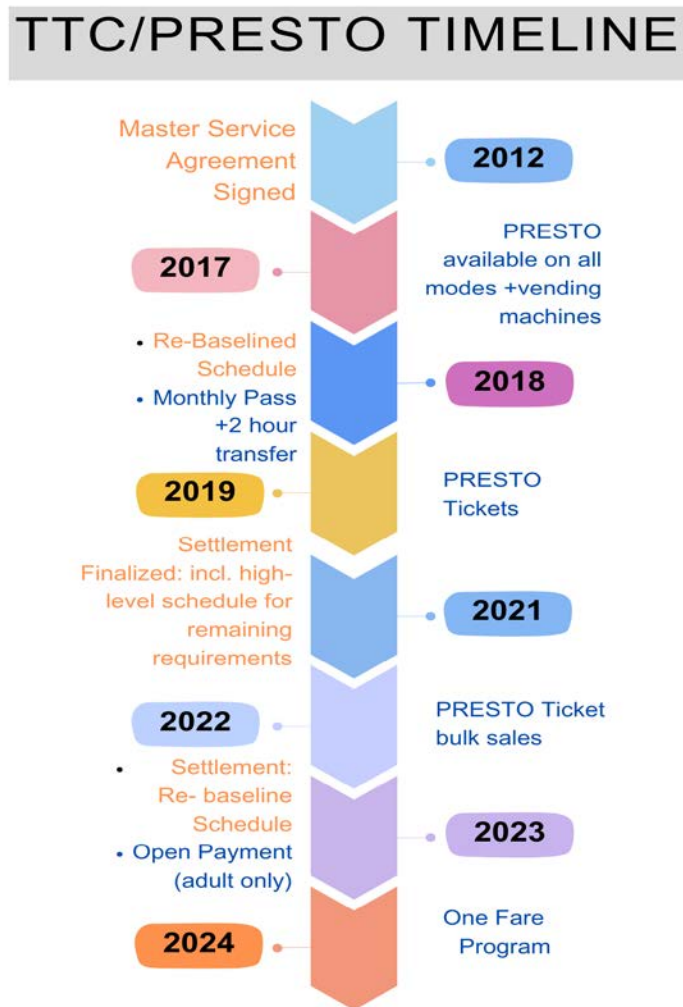 TTC/PRESTO TIMELINE
Master Service
Agreement
Signed
2012
2017
PRESTO
available on all
modes +vending
machines
• Re-Baselined
Schedule
• Monthly Pass
+2 hour
transfer
2018
2019
PRESTO
Tickets
Settlement
Finalized: incl. high-
level schedule for
remaining
requirements
2021
2022
PRESTO Ticket
bulk sales
• Settlement:
Re- baseline
Schedule
• Open Payment
(adult only)
2023
2024
One Fare
Program